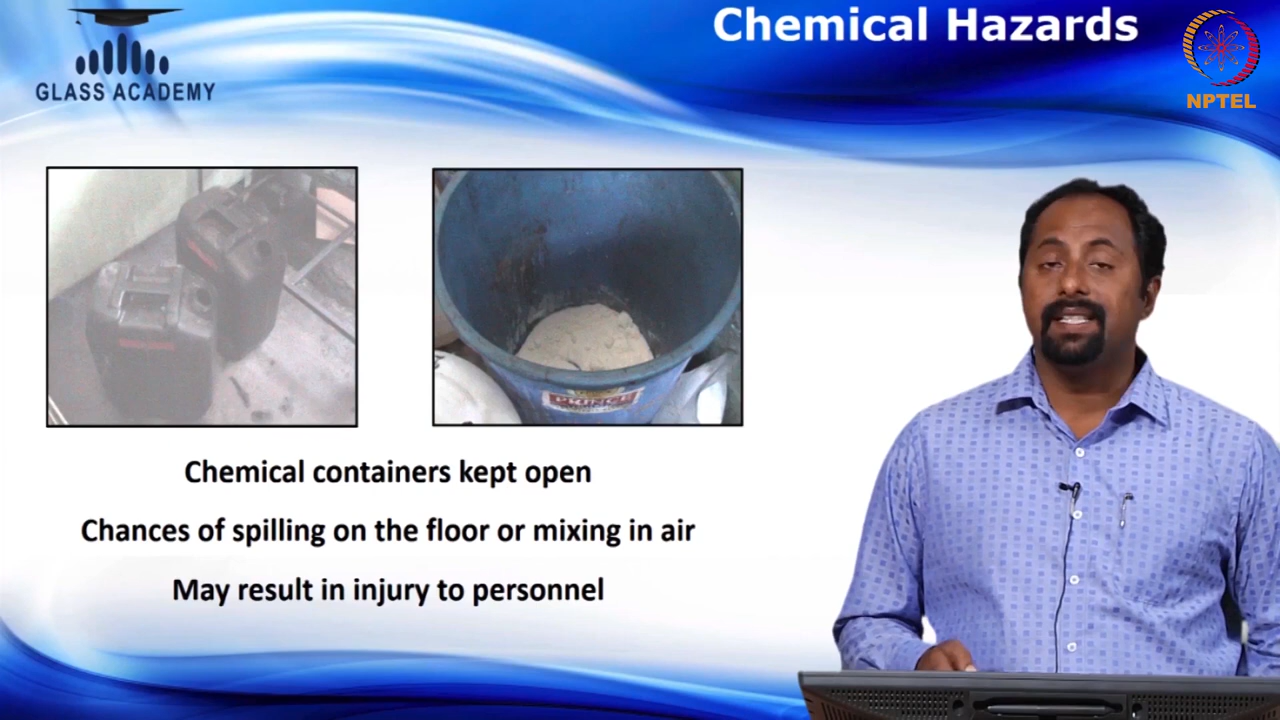 Chemical Hazards
GLASS ACADEMY
NPTEL
PRINCE
Chemical containers kept open
Chances of spilling on the floor or mixing in air
May result in injury to personnel